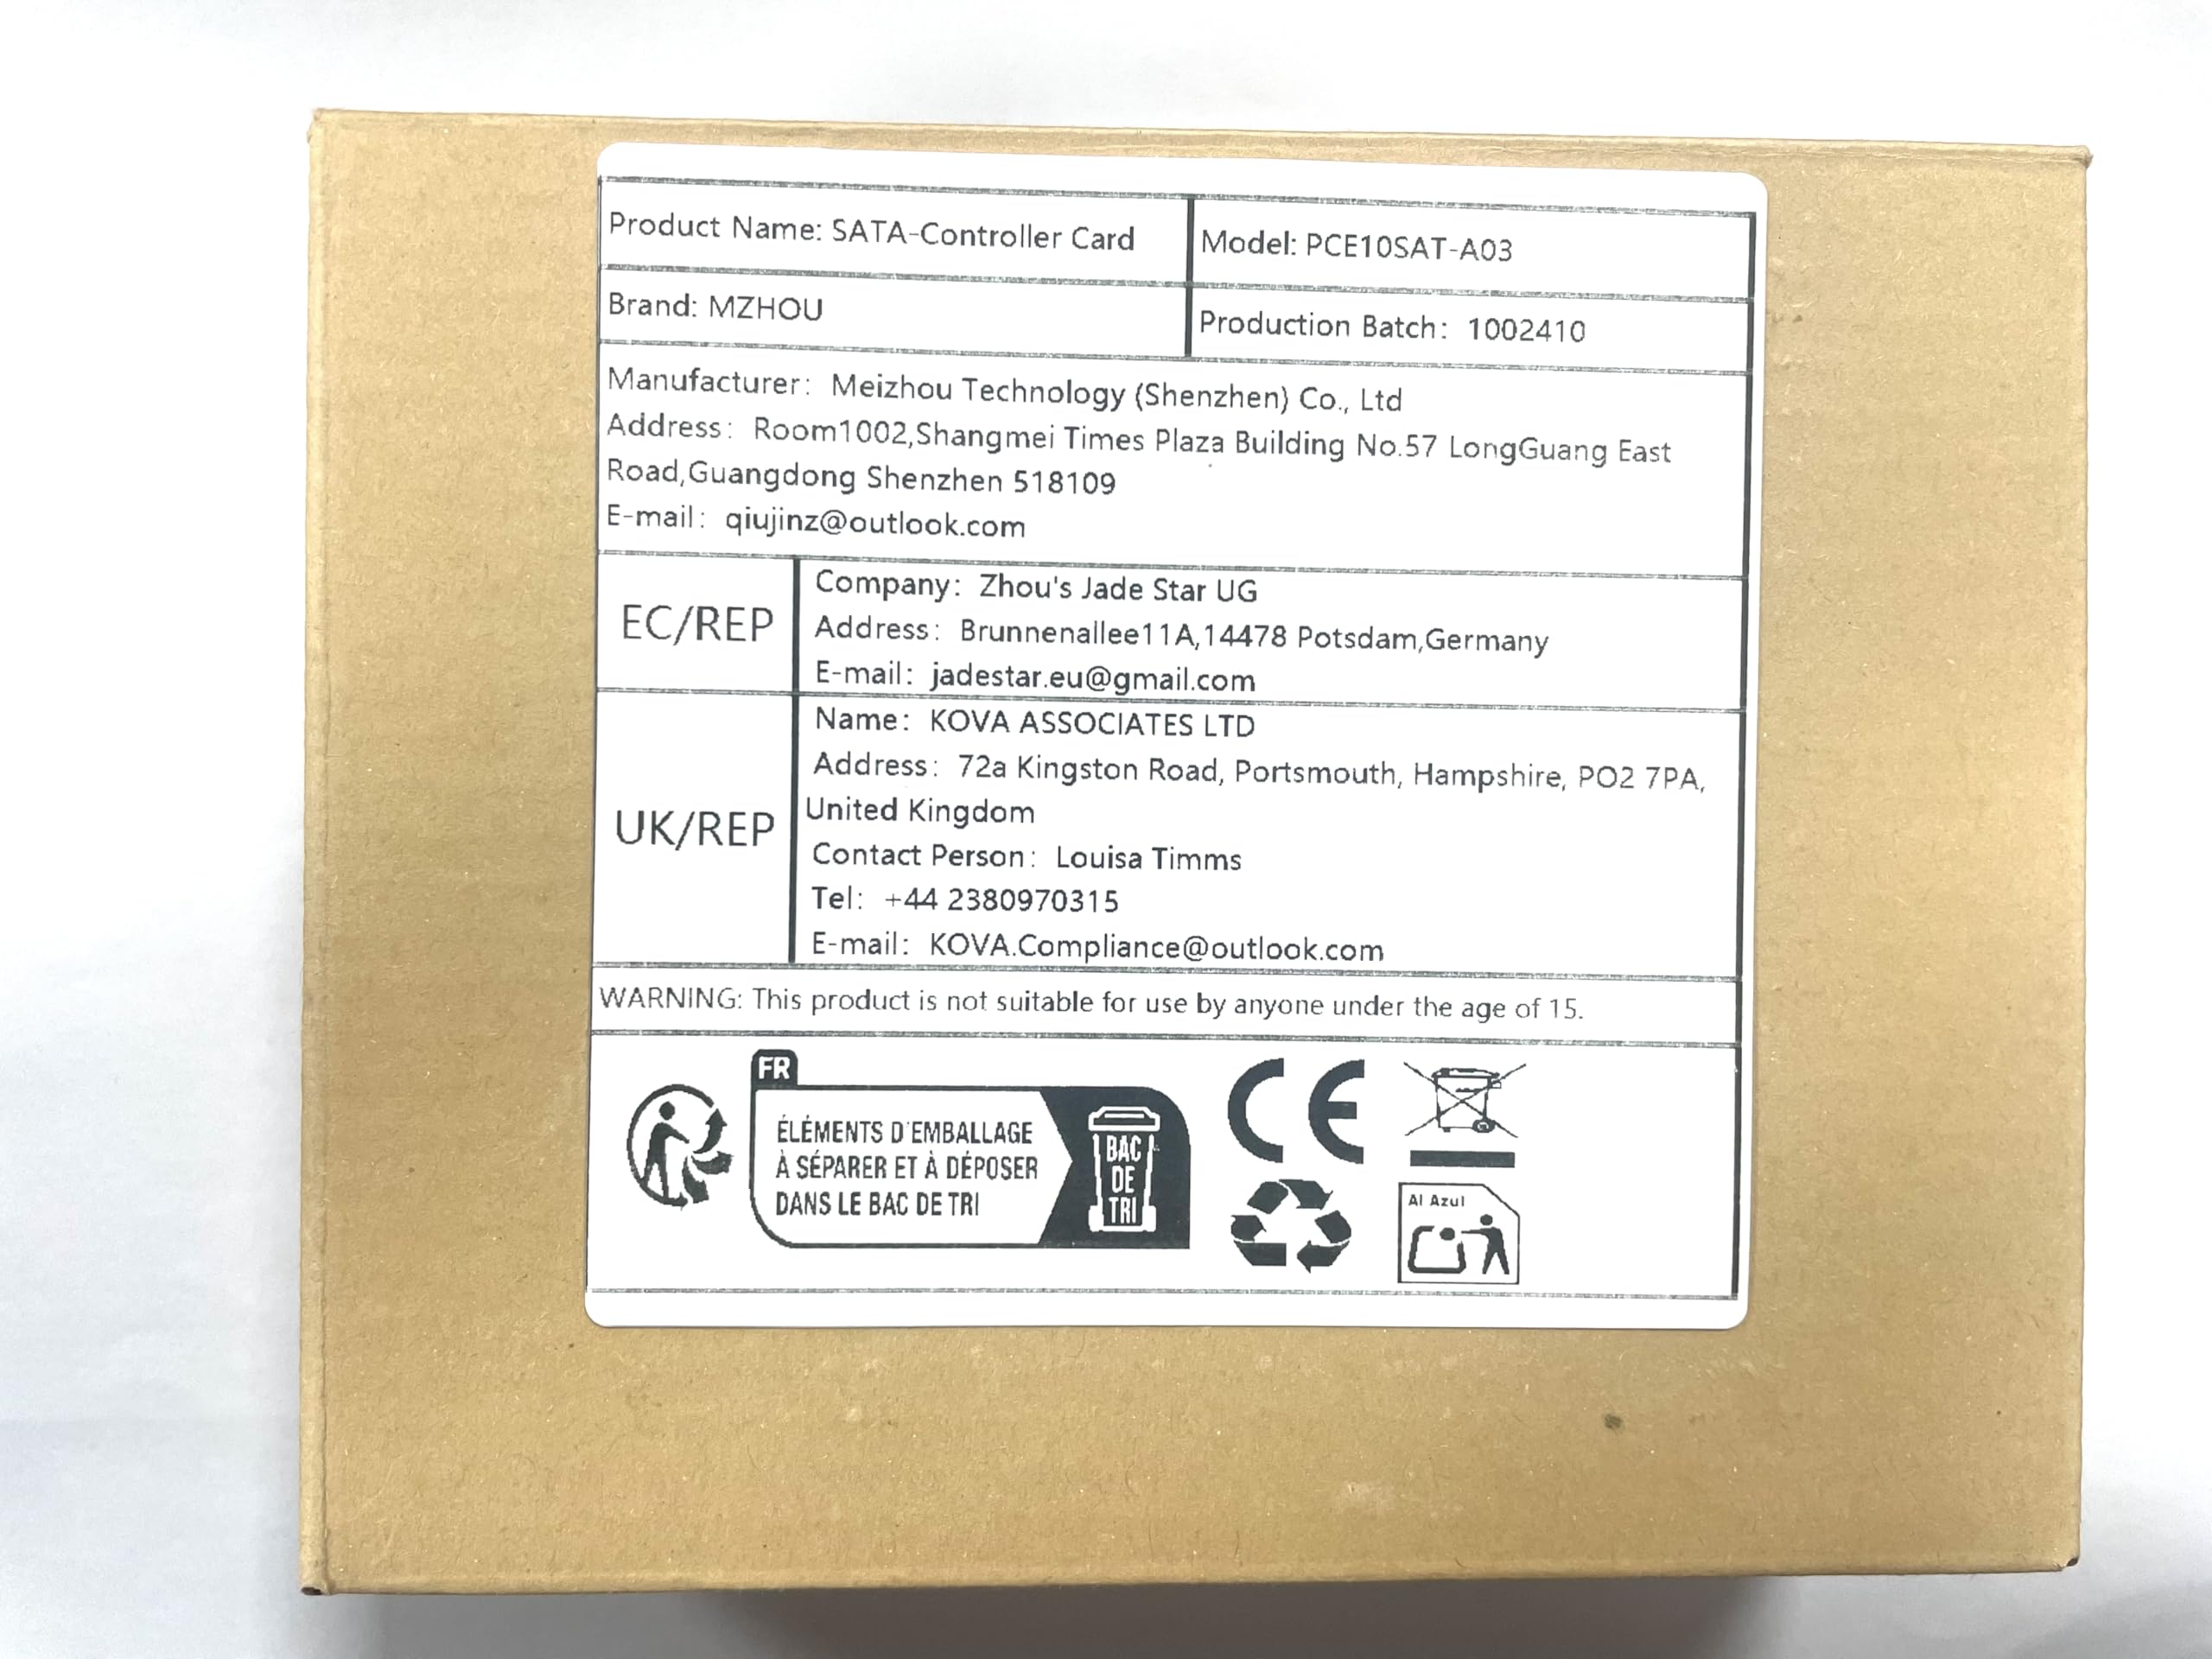 Product Name: SATA-Controller Card
Model: PCE10SAT-A03
Brand: MZHOU
Production Batch: 1002410
Manufacturer: Meizhou Technology (Shenzhen) Co., Ltd
Address: Room1002,Shangmei Times Plaza Building No.57 LongGuang East
Road,Guangdong Shenzhen 518109
E-mail: qiujinz@outlook.com
EC/REP
Company: Zhou's Jade Star UG
Address: Brunnenallee11A,14478 Potsdam,Germany
E-mail: jadestar.eu@gmail.com
UK/REP
Name: KOVA ASSOCIATES LTD
Address: 72a Kingston Road, Portsmouth, Hampshire, PO2 7PA,
United Kingdom
Contact Person: Louisa Timms
Tel: +44 2380970315
E-mail: KOVA.Compliance@outlook.com
WARNING: This product is not suitable for use by anyone under the age of 15.
FR
ÉLÉMENTS D'EMBALLAGE
À SÉPARER ET À DÉPOSER
DANS LE BAC DE TRI
BAC
DE
TRI
CE
Al Azul